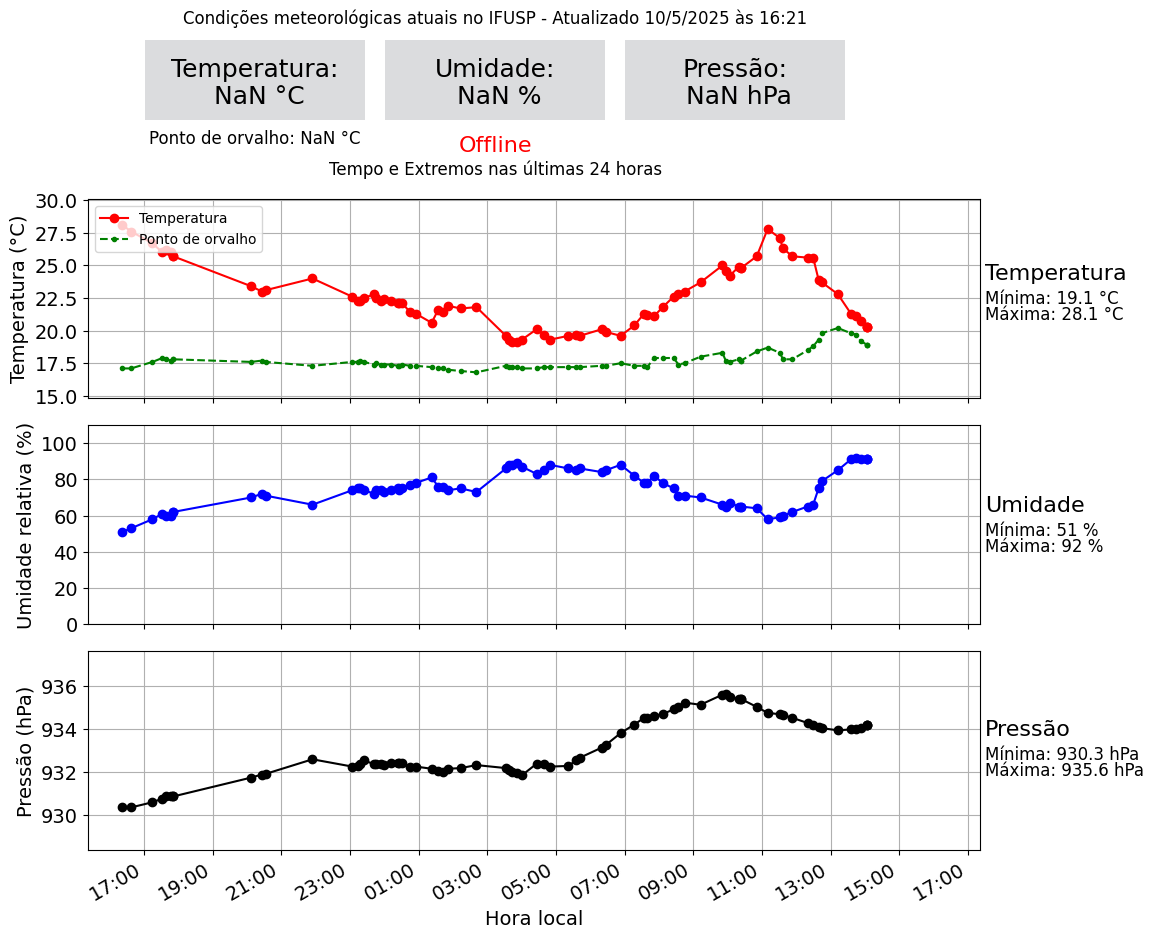 Condições meteorológicas atuais no IFUSP - Atualizado 10/5/2025 às 16:21
Temperatura:
NaN °C
Umidade:
NaN %
Pressão:
NaN hPa
Ponto de orvalho: NaN °C
Offline
Tempo e Extremos nas últimas 24 horas
Temperatura (°C)
30.0
27.5
25.0
22.5
20.0
17.5
15.0
Temperatura
Ponto de orvalho
Temperatura
Mínima: 19.1 °C
Máxima: 28.1 °C
Umidade relativa (%)
100
80
60
40
20
0
Umidade
Mínima: 51 %
Máxima: 92 %
Pressão (hPa)
936
934
932
930
Pressão
Mínima: 930.3 hPa
Máxima: 935.6 hPa
17:00 19:00 21:00 23:00 01:00 03:00 05:00 07:00 09:00 11:00 13:00 15:00 17:00
Hora local